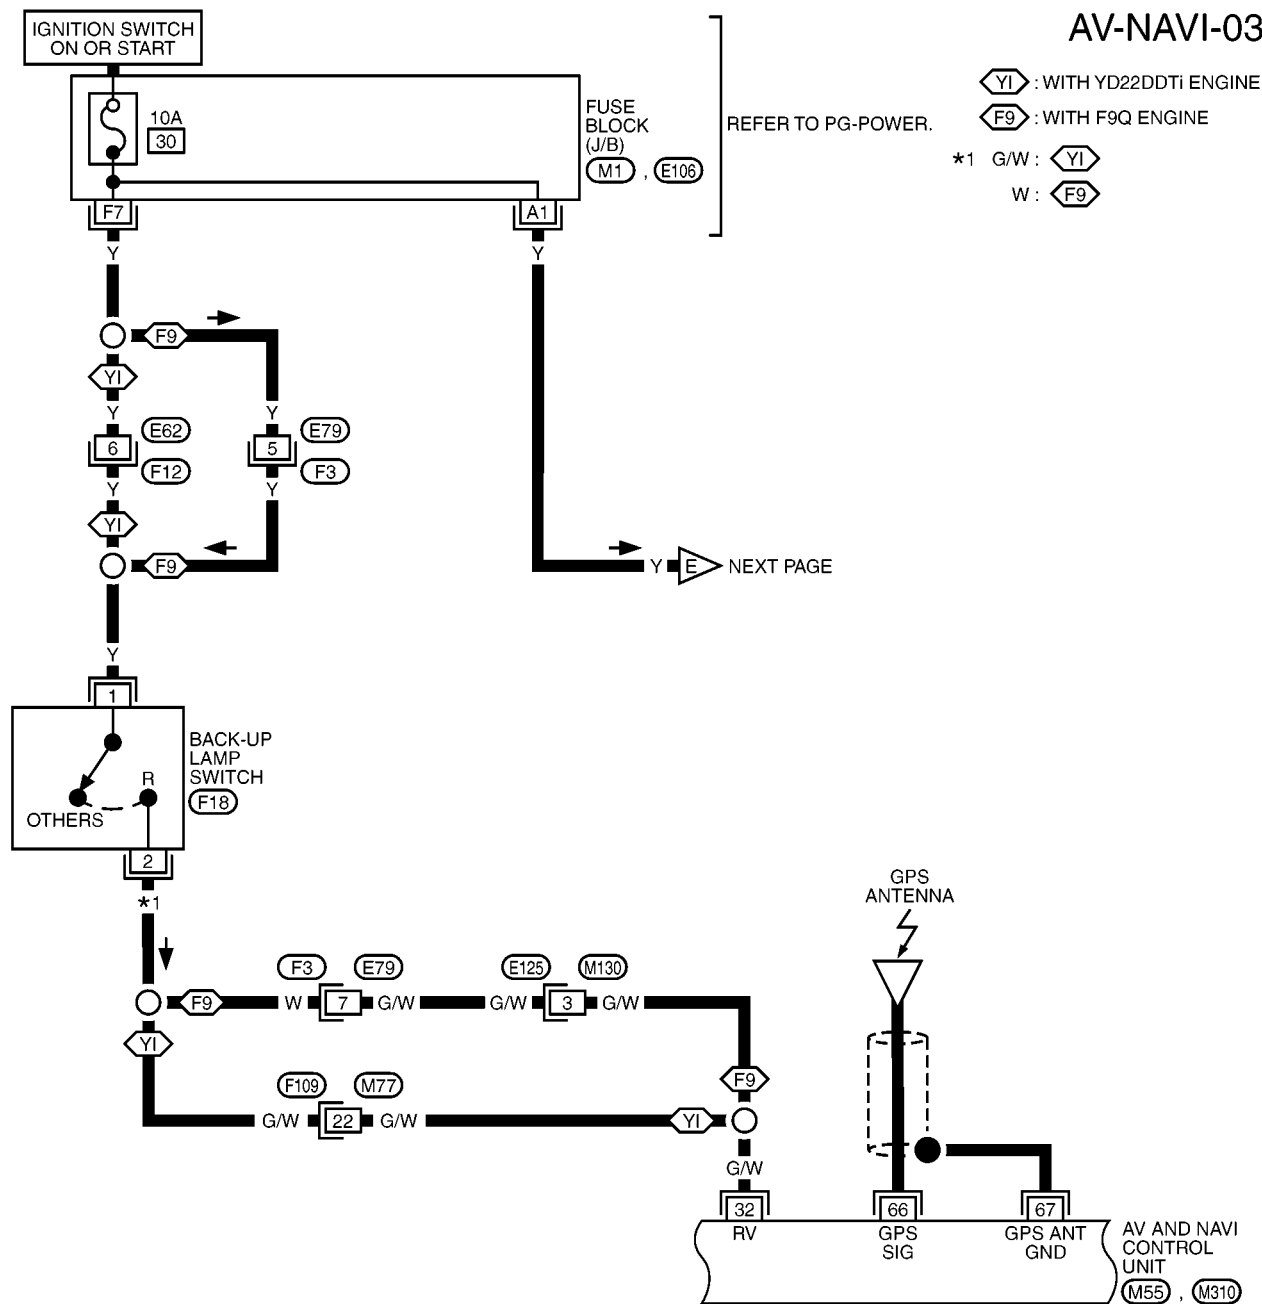 AV-NAVI-03
IGNITION SWITCH
ON OR START
10A
30
FUSE
BLOCK
(J/B)
M1 , E106
REFER TO PG-POWER.
YI : WITH YD22DDTi ENGINE
F9 : WITH F9Q ENGINE
*1 G/W : YI
W : F9
F7
A1
Y
Y
F9
YI
Y
Y
E62
E79
6
5
F12
F3
Y
Y
YI
F9
Y
E
NEXT PAGE
Y
1
BACK-UP
LAMP
SWITCH
F18
R
OTHERS
2
*1
GPS
ANTENNA
F3
E79
E125
M130
F9
W
7
G/W
G/W
3
G/W
YI
F9
F109
M77
G/W
22
G/W
YI
G/W
32
66
67
RV
GPS
SIG
GPS ANT
GND
AV AND NAVI
CONTROL
UNIT
M55 , M310